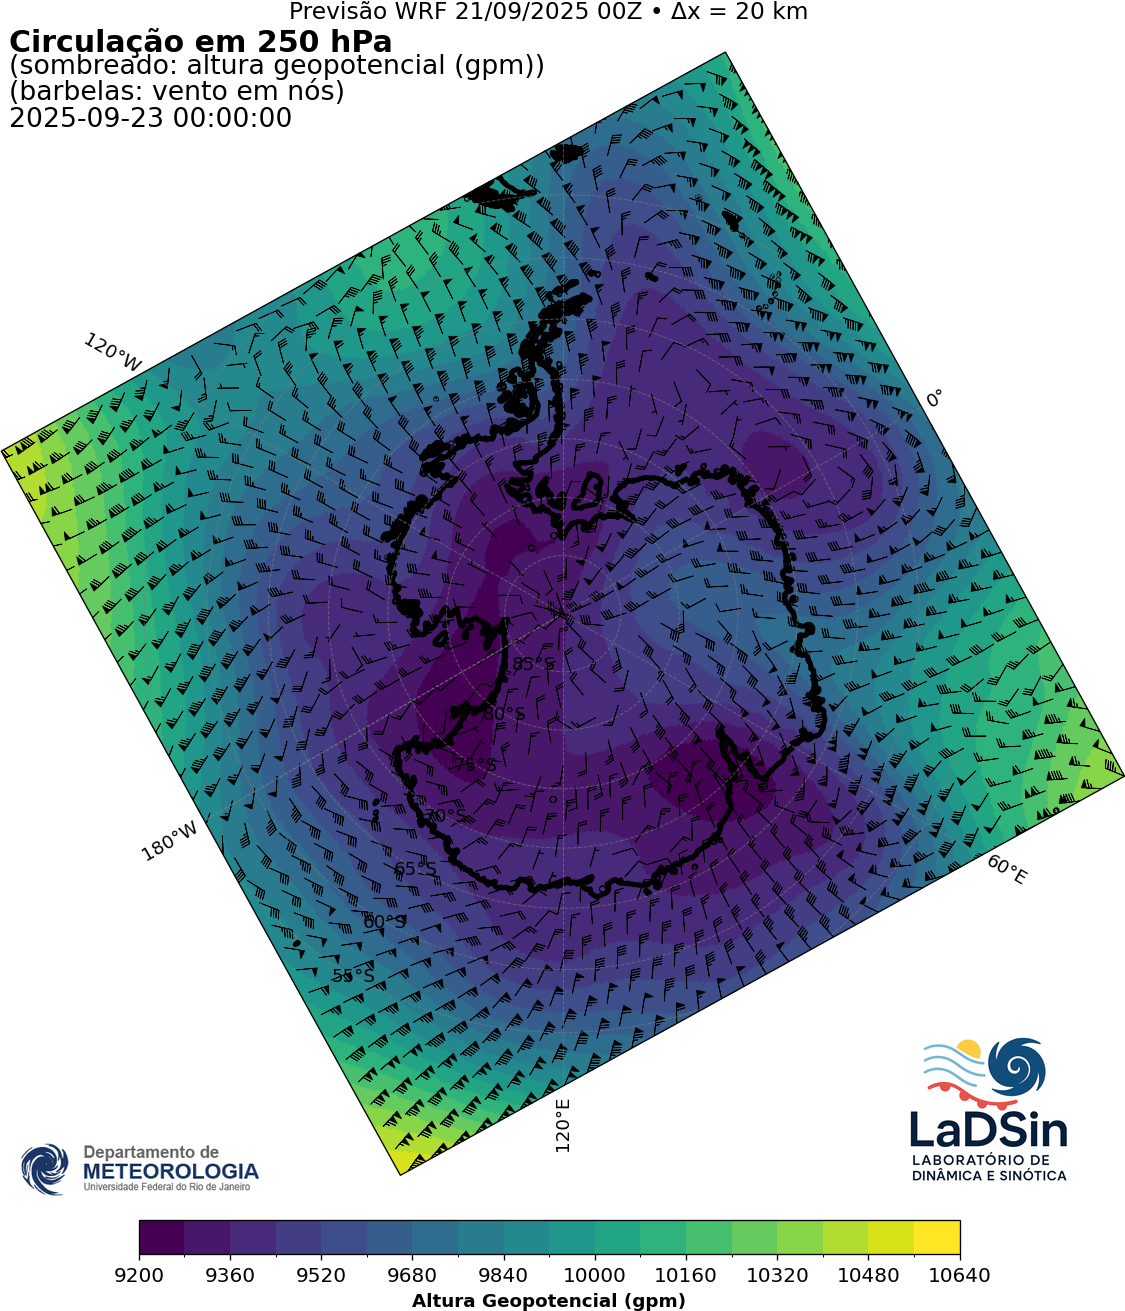 Previsão WRF 21/09/2025 00Z • Δx = 20 km
Circulação em 250 hPa
(sombreado: altura geopotencial (gpm))
(barbelas: vento em nós)
2025-09-23 00:00:00
120°W
0°
85°S
80°S
75°S
70°S
180°W
65°S
60°E
60°S
55°S
120°E
LaDSin
LABORATÓRIO DE
DINÂMICA E SINÓTICA
Departamento de
METEOROLOGIA
Universidade Federal do Rio de Janeiro
9200 9360 9520 9680 9840 10000 10160 10320 10480 10640
Altura Geopotencial (gpm)